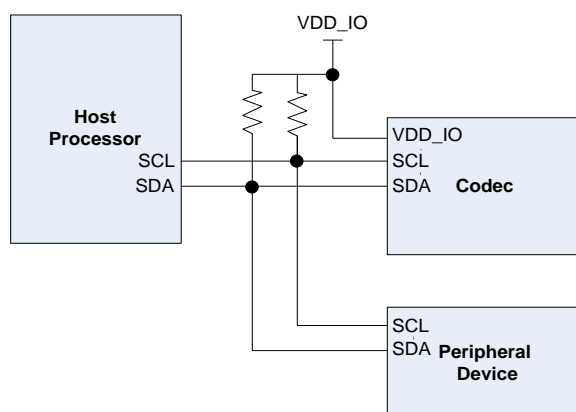 VDD_IO
Host
Processor
SCL
SDA
VDD_IO
SCL
SDA
Codec
SCL
SDA
Peripheral
Device